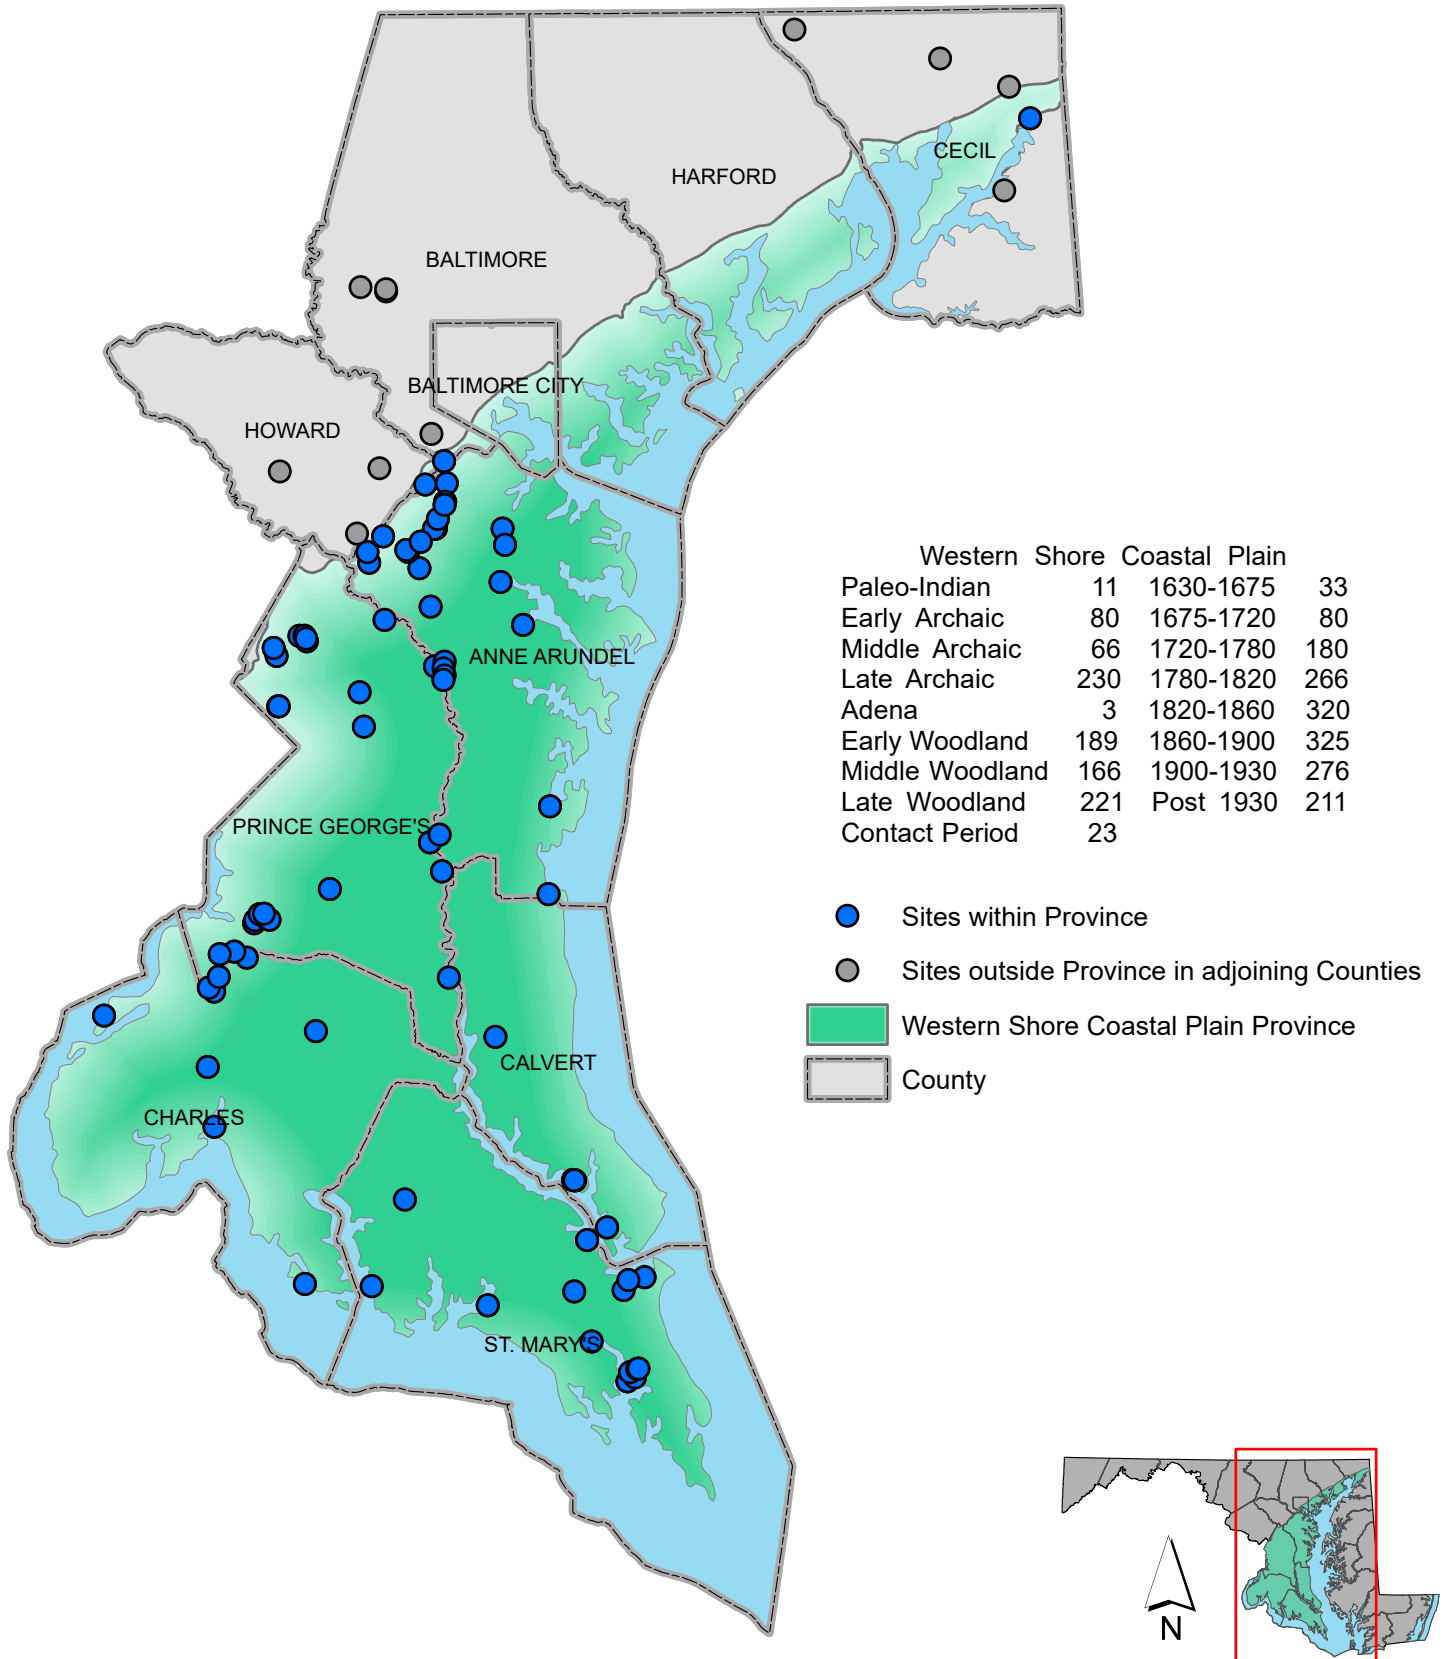 HARFORD
CECIL
BALTIMORE
BALTIMORE CITY
HOWARD
ANNE ARUNDEL
PRINCE GEORGE'S
CALVERT
CHARLES
ST. MARY'S
Western Shore Coastal Plain
Paleo-Indian 11 1630-1675 33
Early Archaic 80 1675-1720 80
Middle Archaic 66 1720-1780 180
Late Archaic 230 1780-1820 266
Adena 3 1820-1860 320
Early Woodland 189 1860-1900 325
Middle Woodland 166 1900-1930 276
Late Woodland 221 Post 1930 211
Contact Period 23
Sites within Province
Sites outside Province in adjoining Counties
Western Shore Coastal Plain Province
County
N